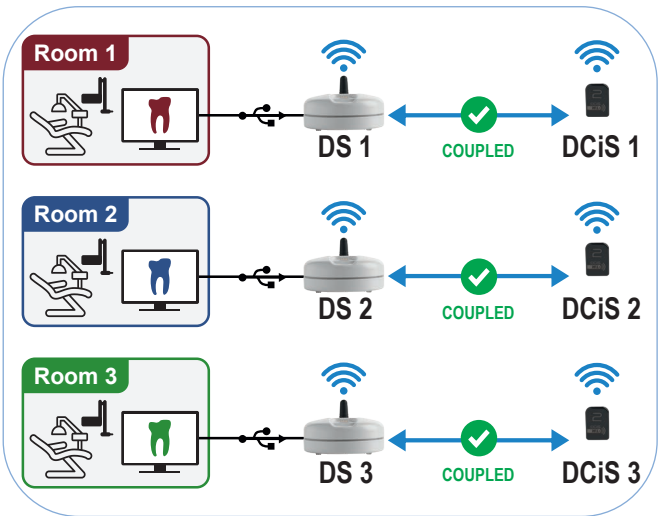 Room 1
DS 1
COUPLED
DCiS 1
Room 2
DS 2
COUPLED
DCiS 2
Room 3
DS 3
COUPLED
DCiS 3